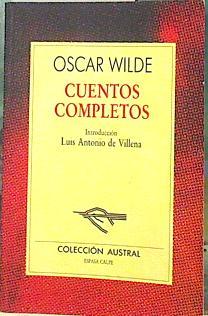 OSCAR WILDE
CUENTOS
COMPLETOS
Introducción
Luis Antonio de Villena
COLECCIÓN AUSTRAL
ESPASA CALPE